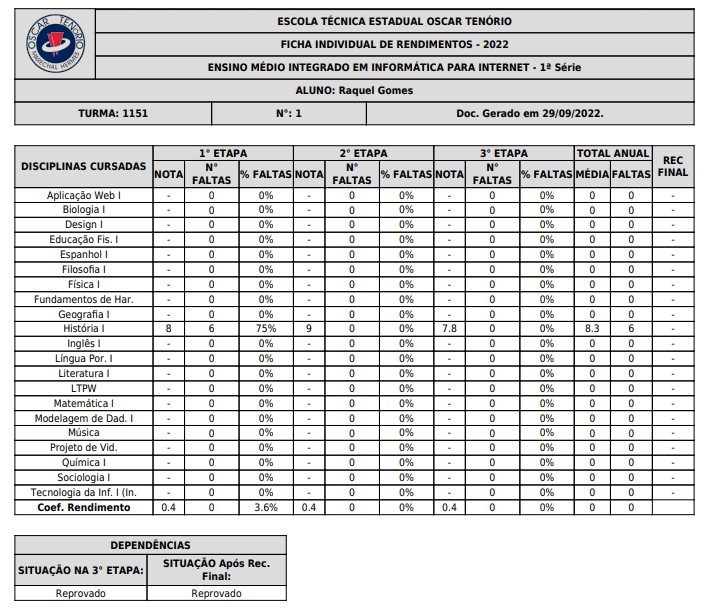 OSCAR TENÓRIO
MARECHAL HERMES
ESCOLA TÉCNICA ESTADUAL OSCAR TENÓRIO
FICHA INDIVIDUAL DE RENDIMENTOS - 2022
ENSINO MÉDIO INTEGRADO EM INFORMÁTICA PARA INTERNET - 1ª Série
ALUNO: Raquel Gomes
TURMA: 1151 N°: 1 Doc. Gerado em 29/09/2022.
DISCIPLINAS CURSADAS 1° ETAPA 2° ETAPA 3° ETAPA TOTAL ANUAL REC FINAL
NOTA N° FALTAS % FALTAS NOTA N° FALTAS % FALTAS NOTA N° FALTAS % FALTAS MÉDIA FALTAS
Aplicação Web I - 0 0% - 0 0% - 0 0% 0 0 -
Biologia I - 0 0% - 0 0% - 0 0% 0 0 -
Design I - 0 0% - 0 0% - 0 0% 0 0 -
Educação Fis. I - 0 0% - 0 0% - 0 0% 0 0 -
Espanhol I - 0 0% - 0 0% - 0 0% 0 0 -
Filosofia I - 0 0% - 0 0% - 0 0% 0 0 -
Física I - 0 0% - 0 0% - 0 0% 0 0 -
Fundamentos de Har. - 0 0% - 0 0% - 0 0% 0 0 -
Geografia I - 0 0% - 0 0% - 0 0% 0 0 -
História I 8 6 75% 9 0 0% 7.8 0 0% 8.3 6 -
Inglês I - 0 0% - 0 0% - 0 0% 0 0 -
Língua Por. I - 0 0% - 0 0% - 0 0% 0 0 -
Literatura I - 0 0% - 0 0% - 0 0% 0 0 -
LTPW - 0 0% - 0 0% - 0 0% 0 0 -
Matemática I - 0 0% - 0 0% - 0 0% 0 0 -
Modelagem de Dad. I - 0 0% - 0 0% - 0 0% 0 0 -
Música - 0 0% - 0 0% - 0 0% 0 0 -
Projeto de Vid. - 0 0% - 0 0% - 0 0% 0 0 -
Química I - 0 0% - 0 0% - 0 0% 0 0 -
Sociologia I - 0 0% - 0 0% - 0 0% 0 0 -
Tecnologia da Inf. I (In. - 0 0% - 0 0% - 0 0% 0 0 -
Coef. Rendimento 0.4 0 3.6% 0.4 0 0% 0.4 0 0% 0 0
DEPENDÊNCIAS
SITUAÇÃO NA 3° ETAPA: SITUAÇÃO Após Rec. Final:
Reprovado Reprovado